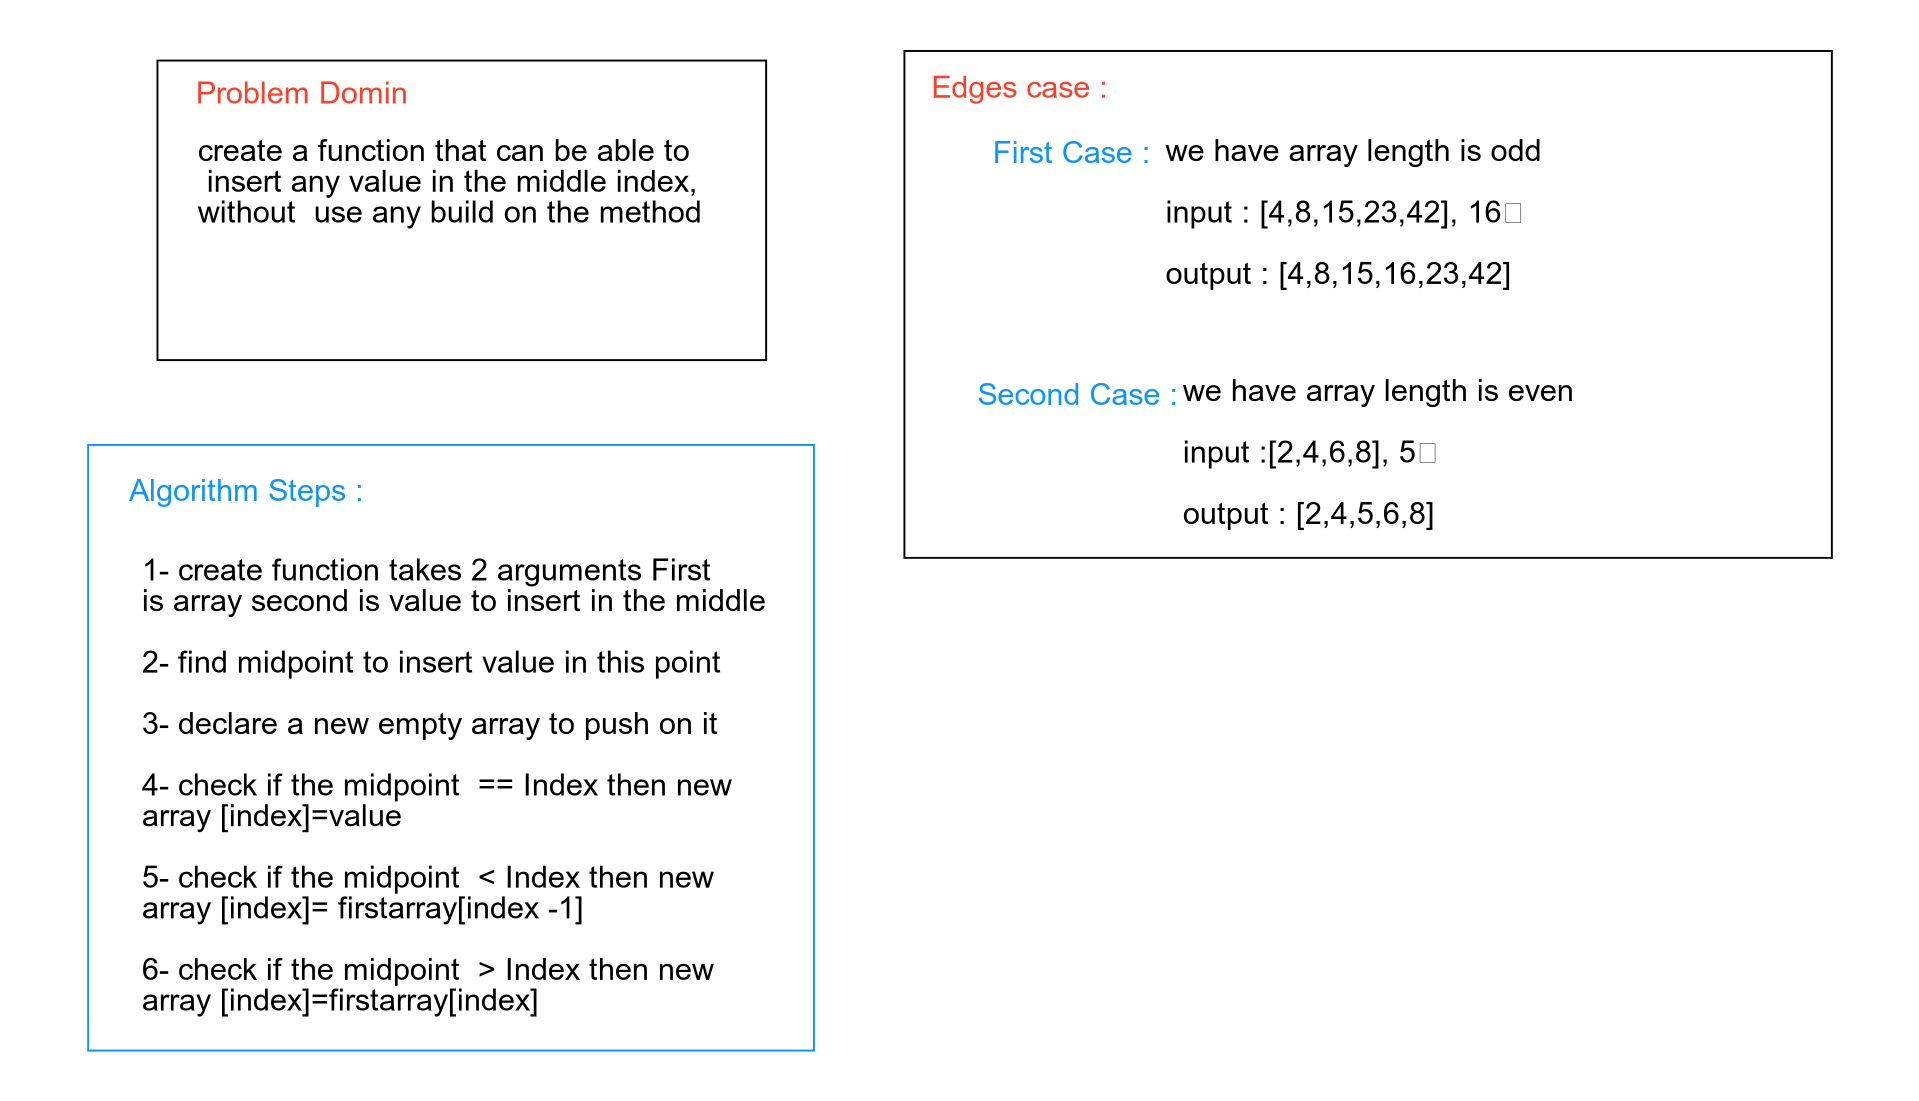 Problem Domin
create a function that can be able to
insert any value in the middle index,
without  use any build on the method
Edges case :
First Case : we have array length is odd
input : [4,8,15,23,42], 16
output : [4,8,15,16,23,42]
Second Case : we have array length is even
input :[2,4,6,8], 5
output : [2,4,5,6,8]
Algorithm Steps :
1- create function takes 2 arguments First
is array second is value to insert in the middle
2- find midpoint to insert value in this point
3- declare a new empty array to push on it
4- check if the midpoint  == Index then new
array [index]=value
5- check if the midpoint  < Index then new
array [index]= firstarray[index -1]
6- check if the midpoint  > Index then new
array [index]=firstarray[index]